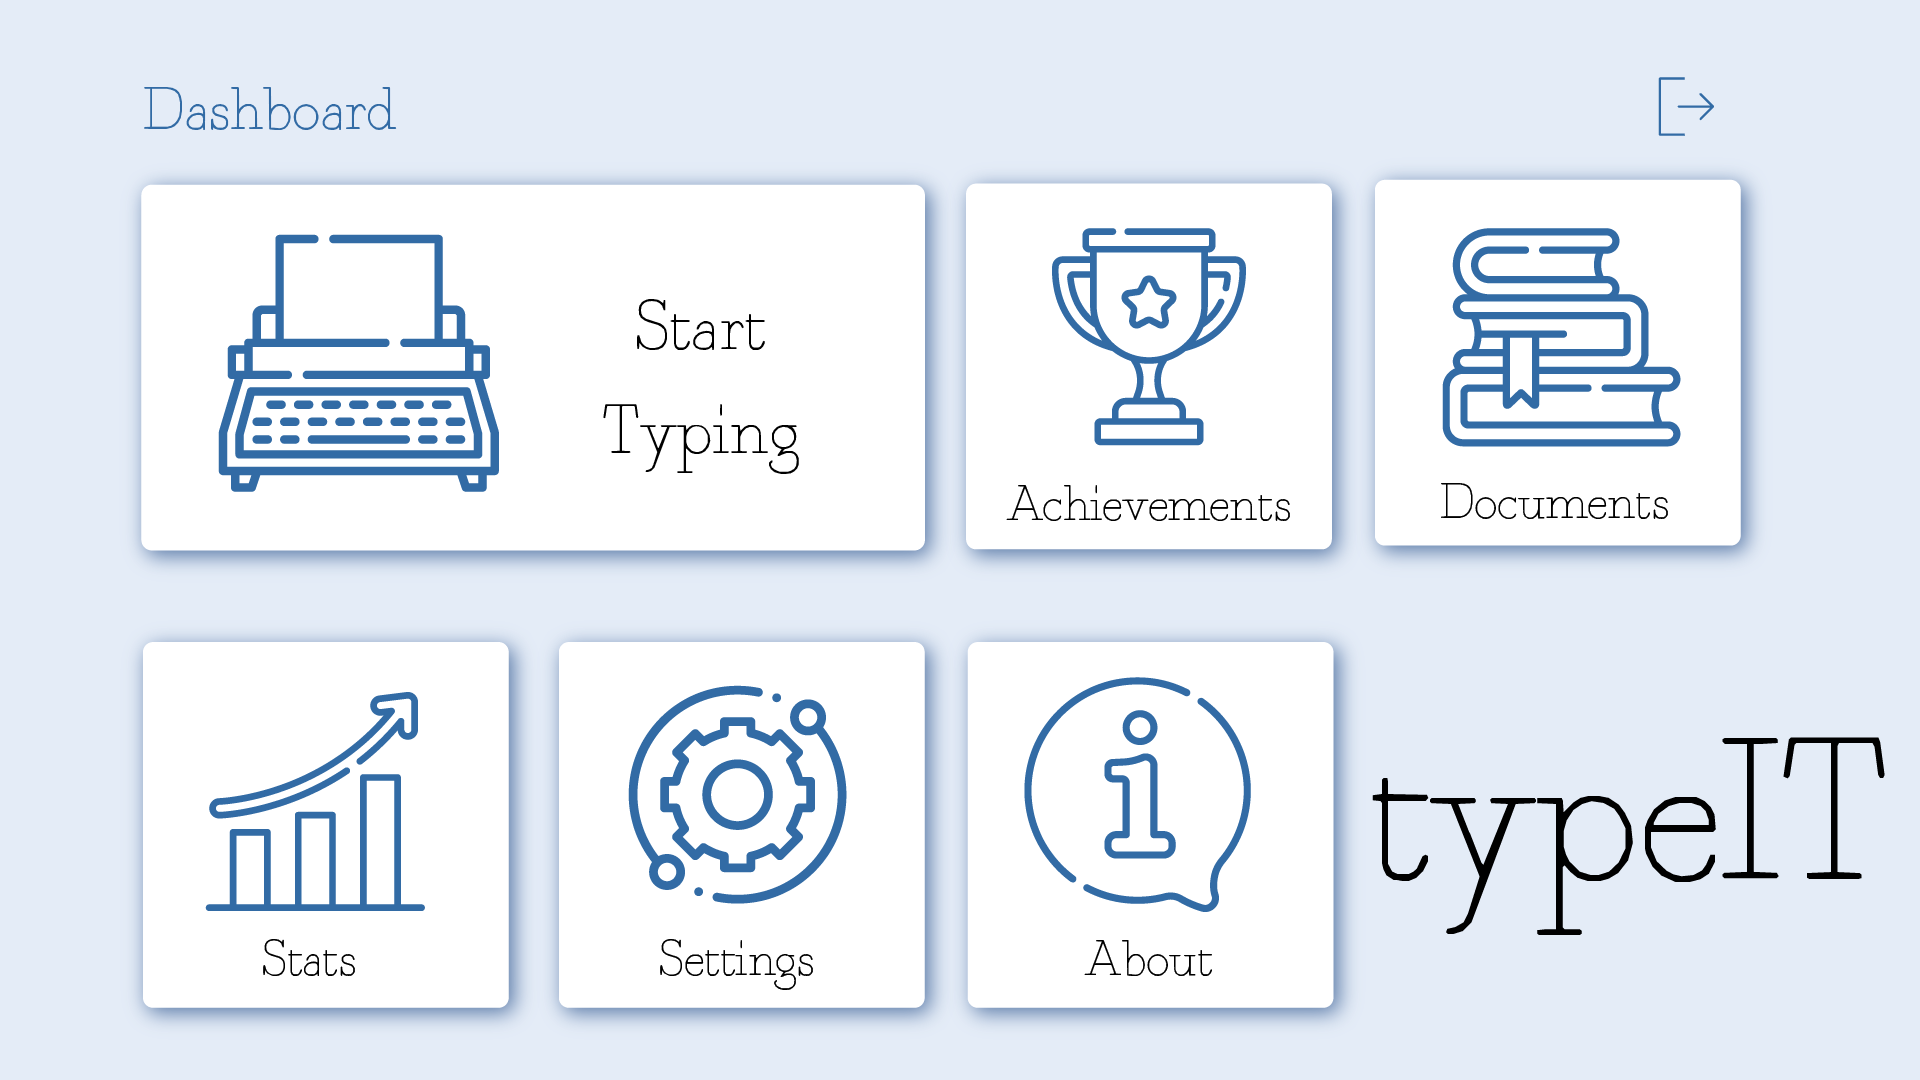 Dashboard
Start
Typing
Achievements
Documents
Stats
Settings
About
typeIT